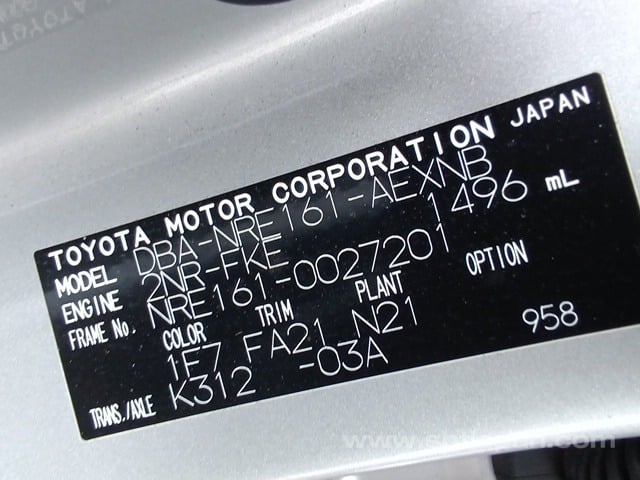 TOYOTA MOTOR CORPORATION JAPAN
MODEL DBA-NRE161-AEXNB
ENGINE 2NR-FKE 1496 mL
FRAME No. NRE161-0027201
COLOR TRIM PLANT OPTION
1F7 FA21 N21
TRANS./AXLE K312 -03A 958